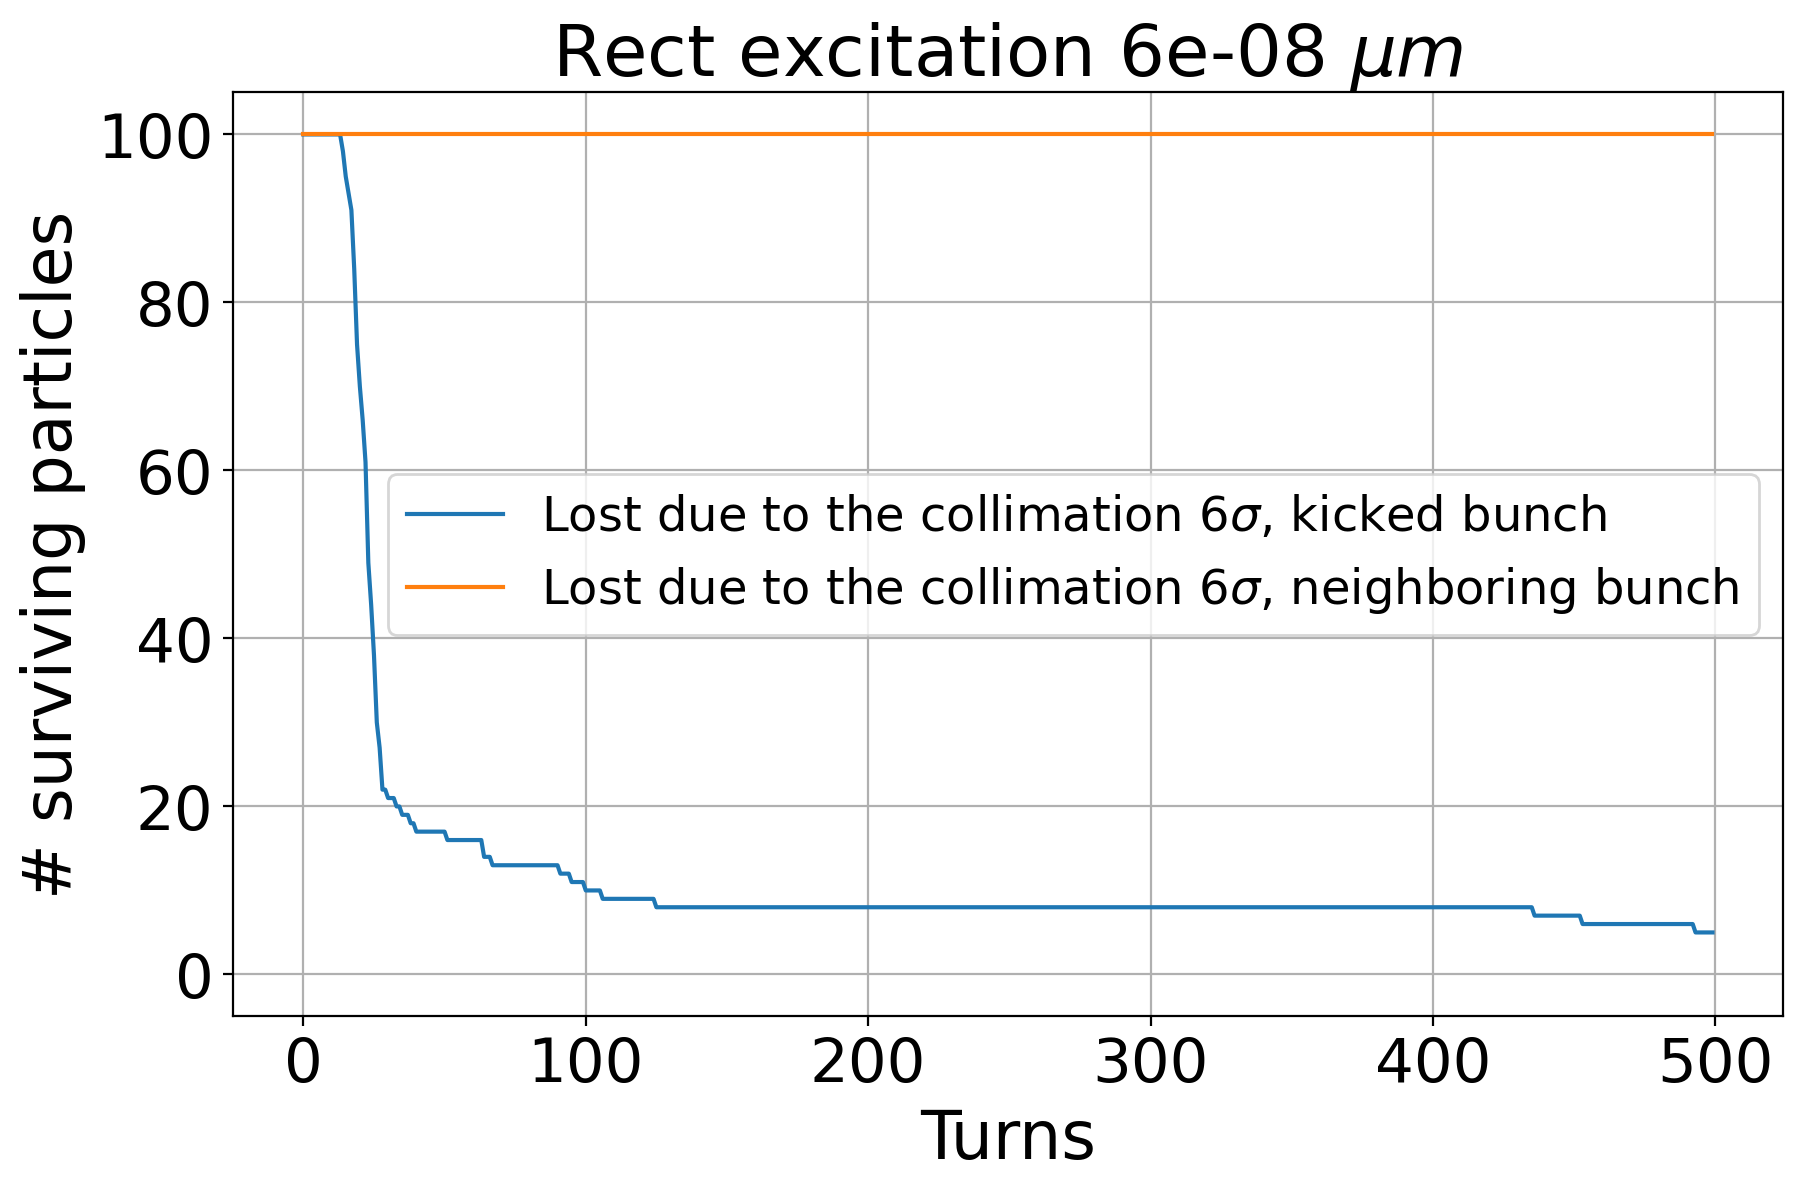 Rect excitation 6e-08 μm
# surviving particles
100
80
60
40
20
0
Lost due to the collimation 6σ, kicked bunch
Lost due to the collimation 6σ, neighboring bunch
0 100 200 300 400 500
Turns